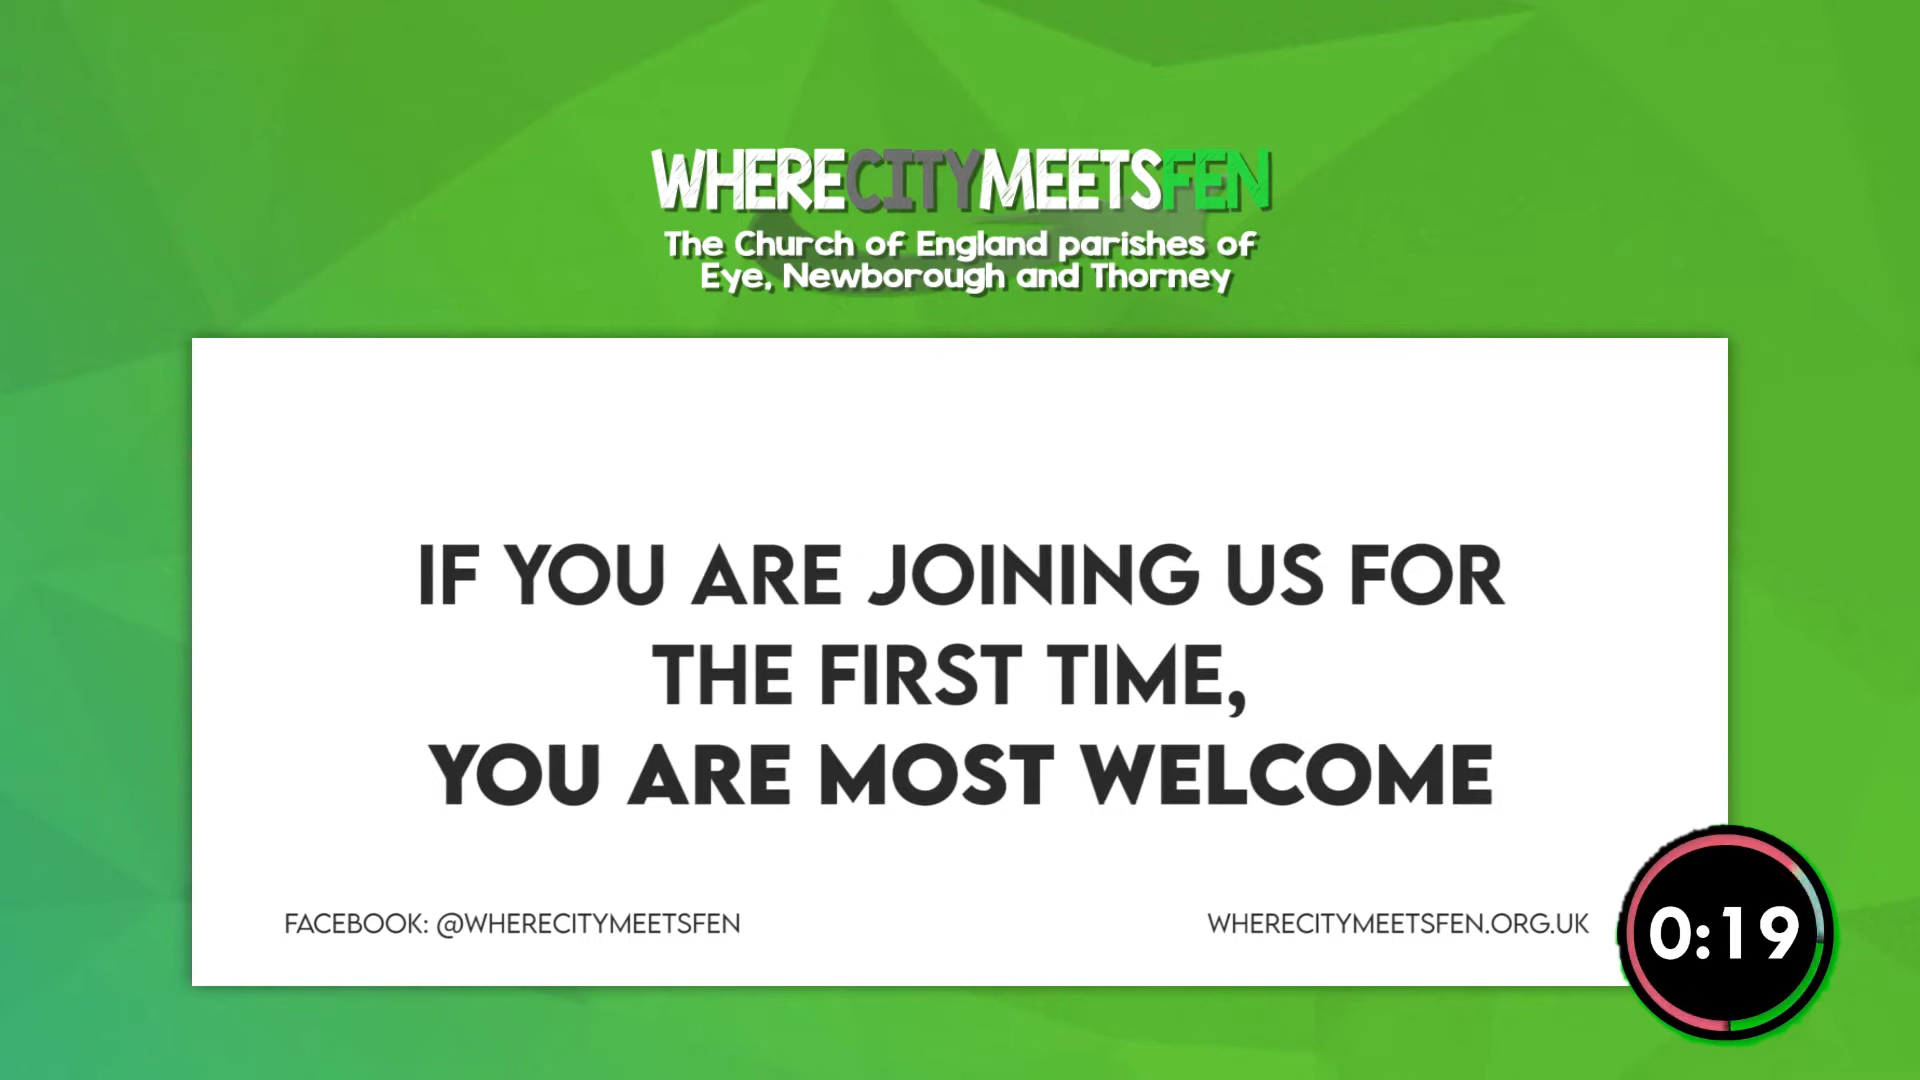 WHERECITYMEETSFEN
The Church of England parishes of
Eye, Newborough and Thorney
IF YOU ARE JOINING US FOR
THE FIRST TIME,
YOU ARE MOST WELCOME
FACEBOOK: @WHERECITYMEETSFEN
WHERECITYMEETSFEN.ORG.UK
0:19